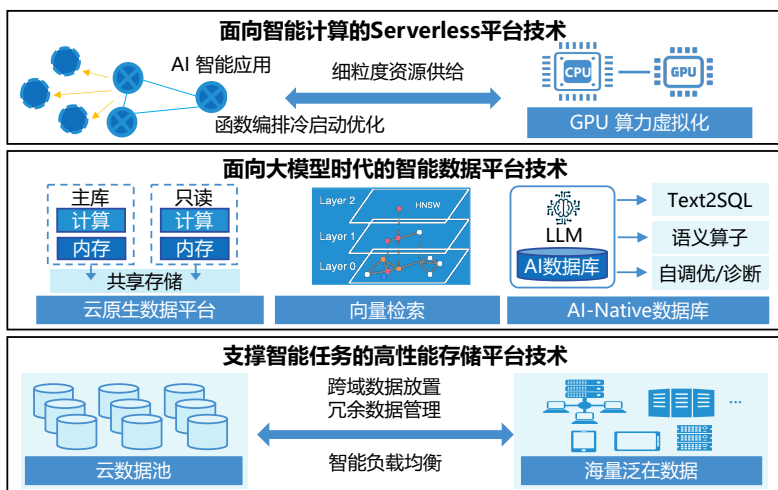 面向智能计算的Serverless平台技术
AI 智能应用
细粒度资源供给
CPU
GPU
函数编排冷启动优化
GPU 算力虚拟化
面向大模型时代的智能数据平台技术
主库
只读
计算
计算
内存
内存
共享存储
云原生数据平台
Layer 2
HNSW
Layer 1
Layer 0
向量检索
LLM
AI数据库
Text2SQL
语义算子
自调优/诊断
AI-Native数据库
支撑智能任务的高性能存储平台技术
跨域数据放置
冗余数据管理
智能负载均衡
...
云数据池
海量泛在数据